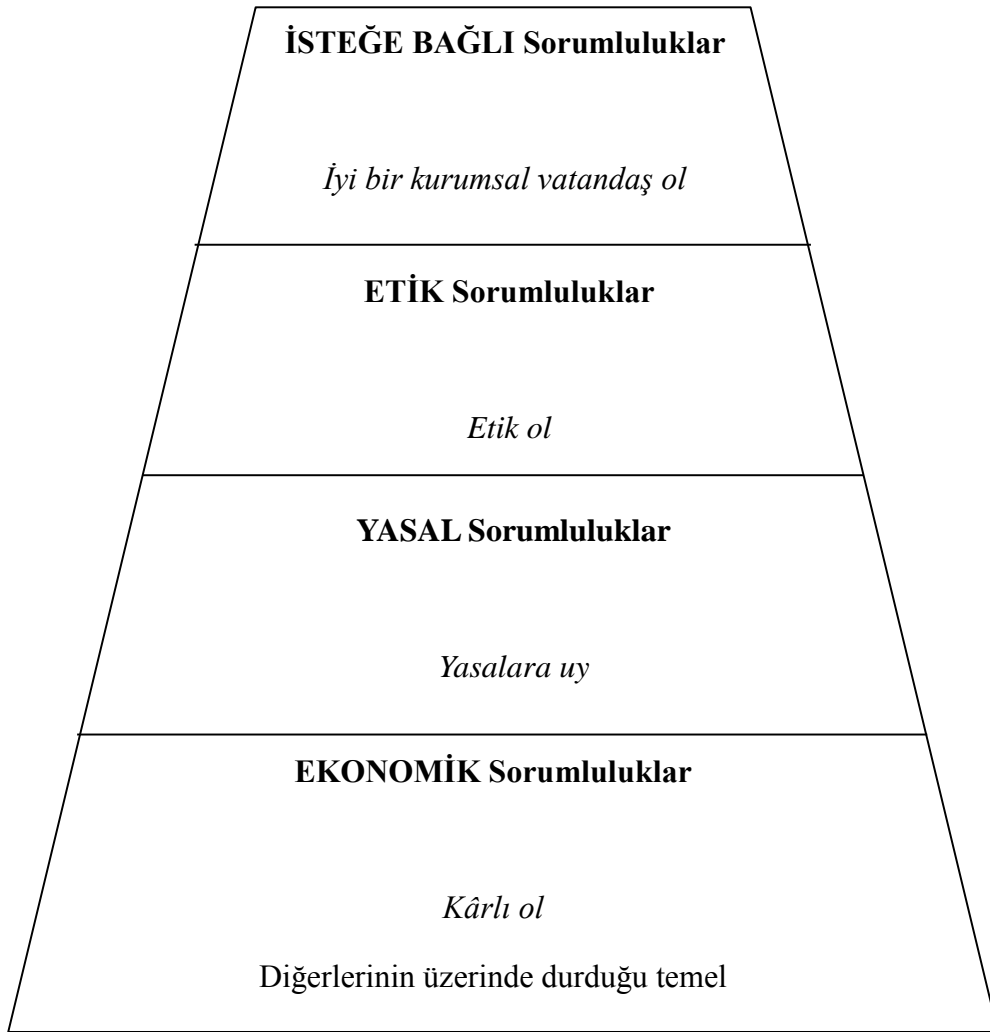 İSTEĞE BAĞLI Sorumluluklar
İyi bir kurumsal vatandaş ol
ETİK Sorumluluklar
Etik ol
YASAL Sorumluluklar
Yasalara uy
EKONOMİK Sorumluluklar
Kârlı ol
Diğerlerinin üzerinde durduğu temel